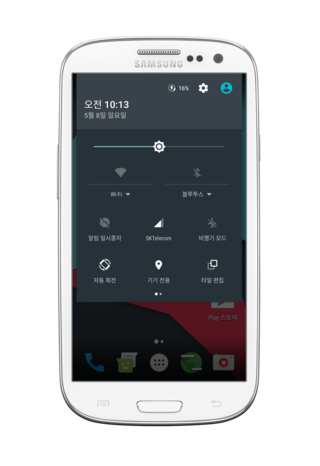 SAMSUNG
16%
오전 10:13
5월 8일 일요일
Wi-Fi
블루투스
알림 일시중지
SKTelecom
비행기 모드
자동 회전
기기 전용
타일 편집
Play 스토어